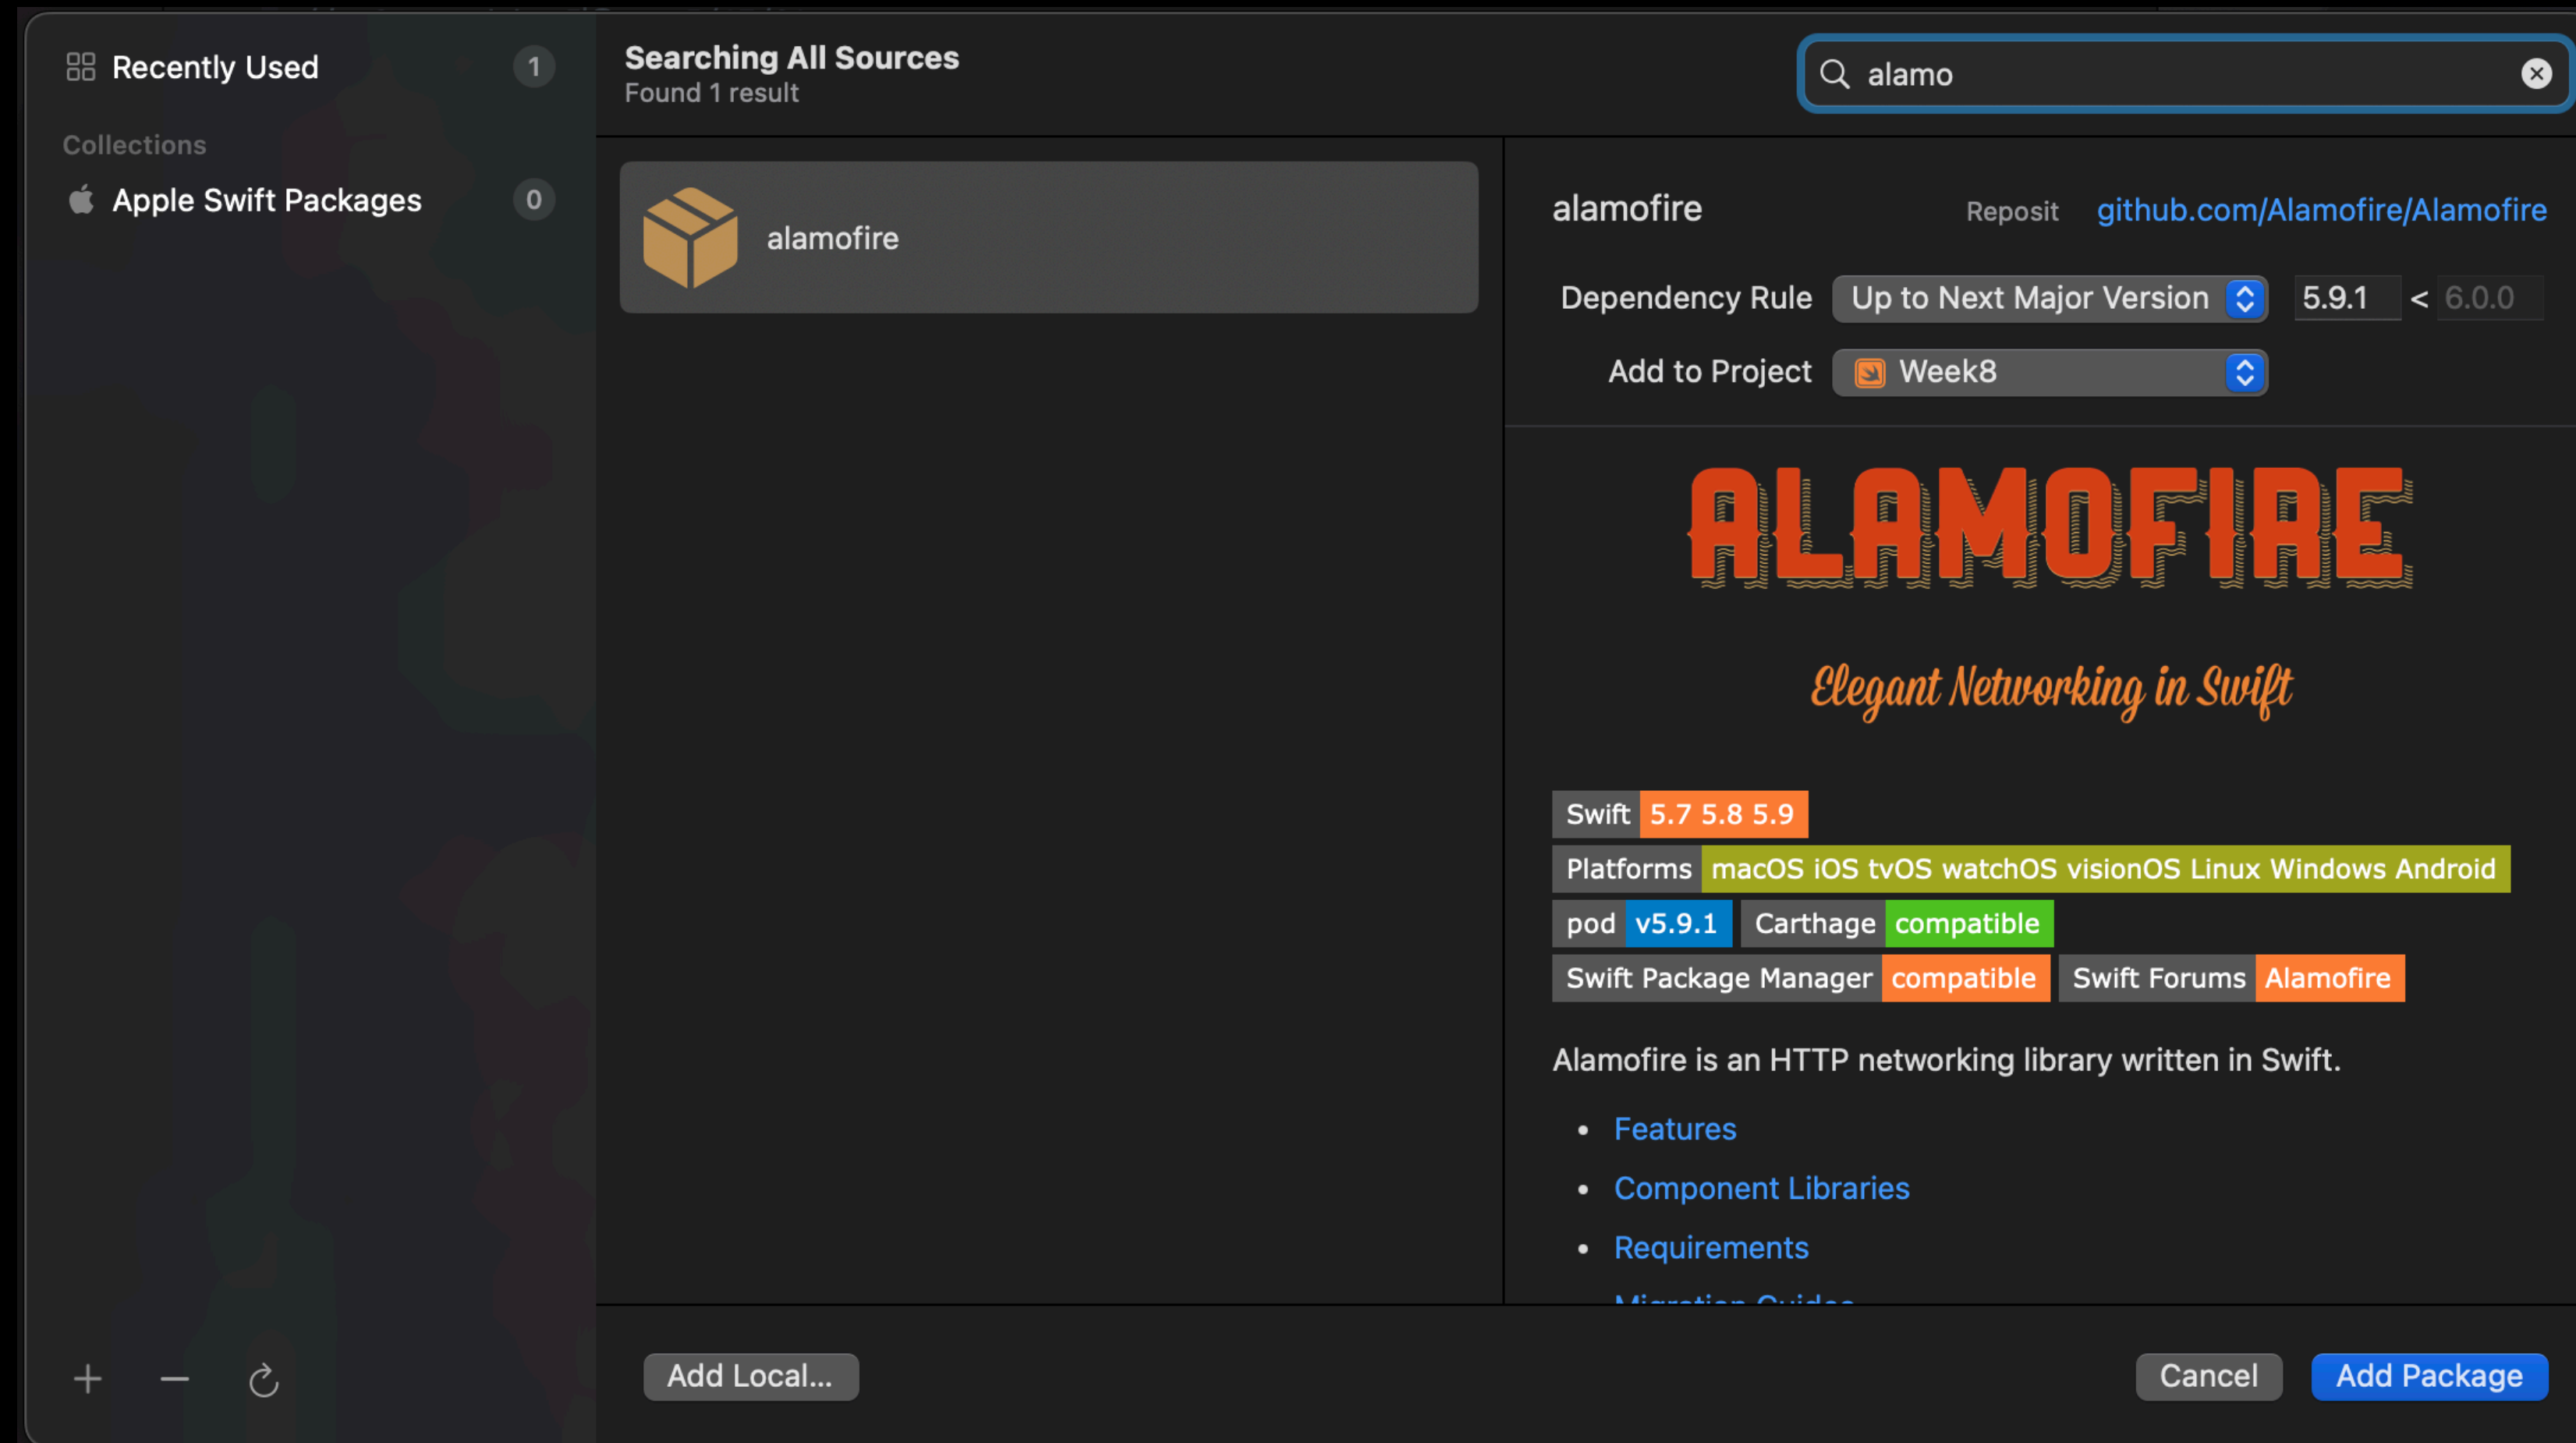 Recently Used 1
Collections
Apple Swift Packages 0
Searching All Sources
Found 1 result
alamo
alamofire
alamofire Reposit github.com/Alamofire/Alamofire
Dependency Rule Up to Next Major Version 5.9.1 < 6.0.0
Add to Project Week8
ALAMOFIRE
Elegant Networking in Swift
Swift 5.7 5.8 5.9
Platforms macOS iOS tvOS watchOS visionOS Linux Windows Android
pod v5.9.1 Carthage compatible
Swift Package Manager compatible Swift Forums Alamofire
Alamofire is an HTTP networking library written in Swift.
• Features
• Component Libraries
• Requirements
Migration Guides
Add Local...
Cancel Add Package